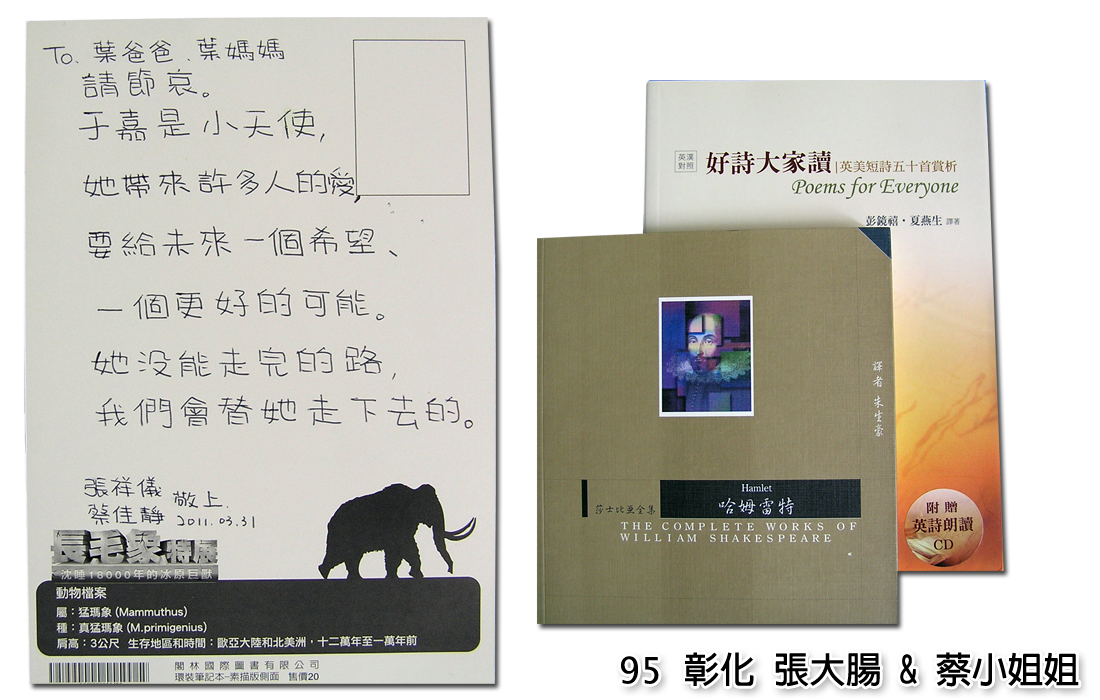 To. 葉爸爸、葉媽媽
請節哀。
于嘉是小天使,
她帶來許多人的愛,
要給未來一個希望、
一個更好的可能。
她沒能走完的路,
我們會替她走下去的。
張祥儀
蔡佳靜
敬上.
2011.03.31
長毛象特展
沈睡18000年的冰原巨獸
動物檔案
屬:猛瑪象 (Mammuthus)
種:真猛瑪象 (M.primigenius)
肩高:3公尺 生存地區和時間:歐亞大陸和北美洲,十二萬年至一萬年前
閣林國際圖書有限公司
環裝筆記本-素描版側面 售價20
英漢
對照
好詩大家讀|英美短詩五十首賞析
Poems for Everyone
彭鏡禧・夏燕生 譯著
附贈
英詩朗讀
CD
譯者 朱生豪
Hamlet
莎士比亞全集
哈姆雷特
THE COMPLETE WORKS OF
WILLIAM SHAKESPEARE
95 彰化 張大腸 & 蔡小姐姐